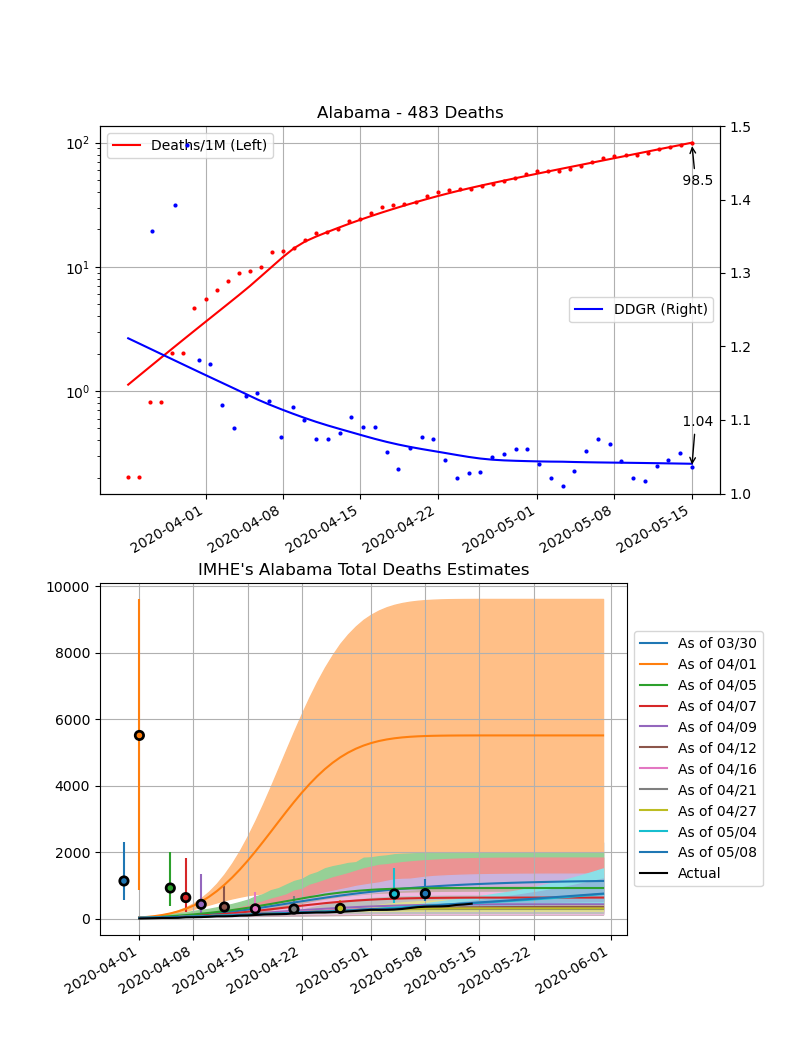 Alabama - 483 Deaths
Deaths/1M (Left)
DDGR (Right)
98.5
1.04
10²
10¹
10⁰
1.5
1.4
1.3
1.2
1.1
1.0
2020-04-01
2020-04-08
2020-04-15
2020-04-22
2020-05-01
2020-05-08
2020-05-15
IMHE's Alabama Total Deaths Estimates
10000
8000
6000
4000
2000
0
2020-04-01
2020-04-08
2020-04-15
2020-04-22
2020-05-01
2020-05-08
2020-05-15
2020-05-22
2020-06-01
As of 03/30
As of 04/01
As of 04/05
As of 04/07
As of 04/09
As of 04/12
As of 04/16
As of 04/21
As of 04/27
As of 05/04
As of 05/08
Actual